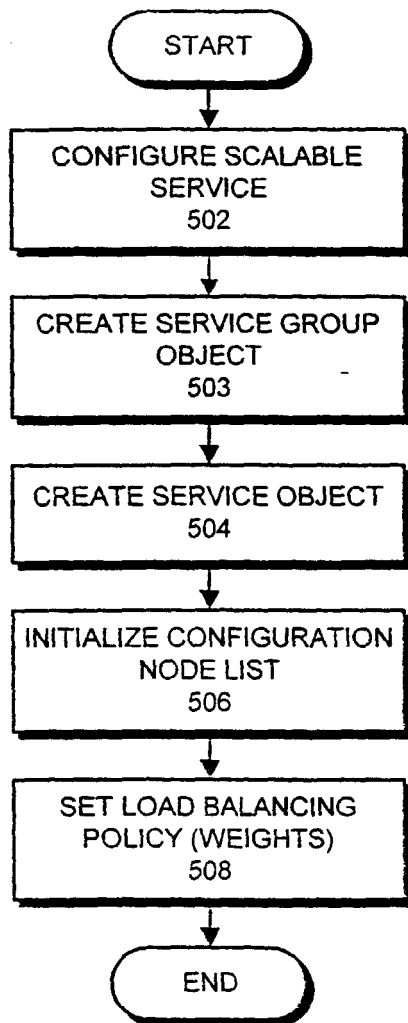 START
CONFIGURE SCALABLE
SERVICE
502
CREATE SERVICE GROUP
OBJECT
503
CREATE SERVICE OBJECT
504
INITIALIZE CONFIGURATION
NODE LIST
506
SET LOAD BALANCING
POLICY (WEIGHTS)
508
END